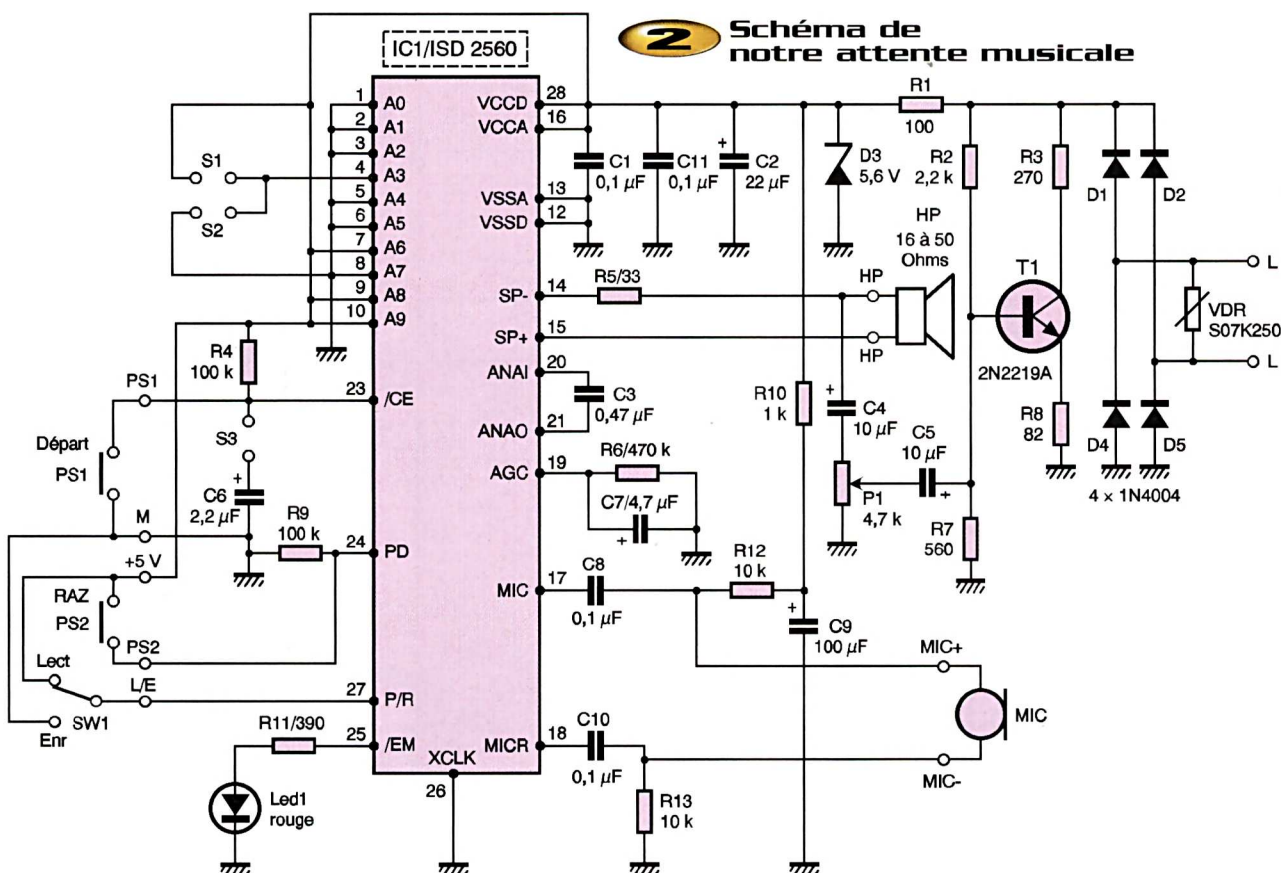 2 Schéma de
notre attente musicale
IC1/ISD 2560
1 A0
2 A1
3 A2
4 A3
5 A4
6 A5
7 A6
8 A7
9 A8
10 A9
23 /CE
24 PD
27 P/R
25 /EM
XCLK
26
VCCD 28
VCCA 16
VSSA 13
VSSD 12
SP- 14
SP+ 15
ANAI 20
ANAO 21
AGC 19
MIC 17
MICR 18
S1
S2
R4
100 k
PS1
Départ
PS1
S3
C6
2,2 µF
M
R9
100 k
+5 V
RAZ
PS2
PS2
Lect
L/E
SW1
Enr
R11/390
Led1
rouge
C1
0,1 µF
C11
0,1 µF
C2
+
22 µF
D3
5,6 V
R1
100
R2
2,2 k
R3
270
D1
D2
HP
16 à 50
Ohms
R5/33
HP
HP
T1
2N2219A
VDR
S07K250
L
L
C3
0,47 µF
R10
1 k
+
C4
10 µF
C5
10 µF
+
R8
82
D4
D5
4 x 1N4004
R6/470 k
C7/4,7 µF
+
P1
4,7 k
R7
560
R12
10 k
C8
0,1 µF
+
C9
100 µF
MIC+
MIC
MIC-
C10
0,1 µF
R13
10 k